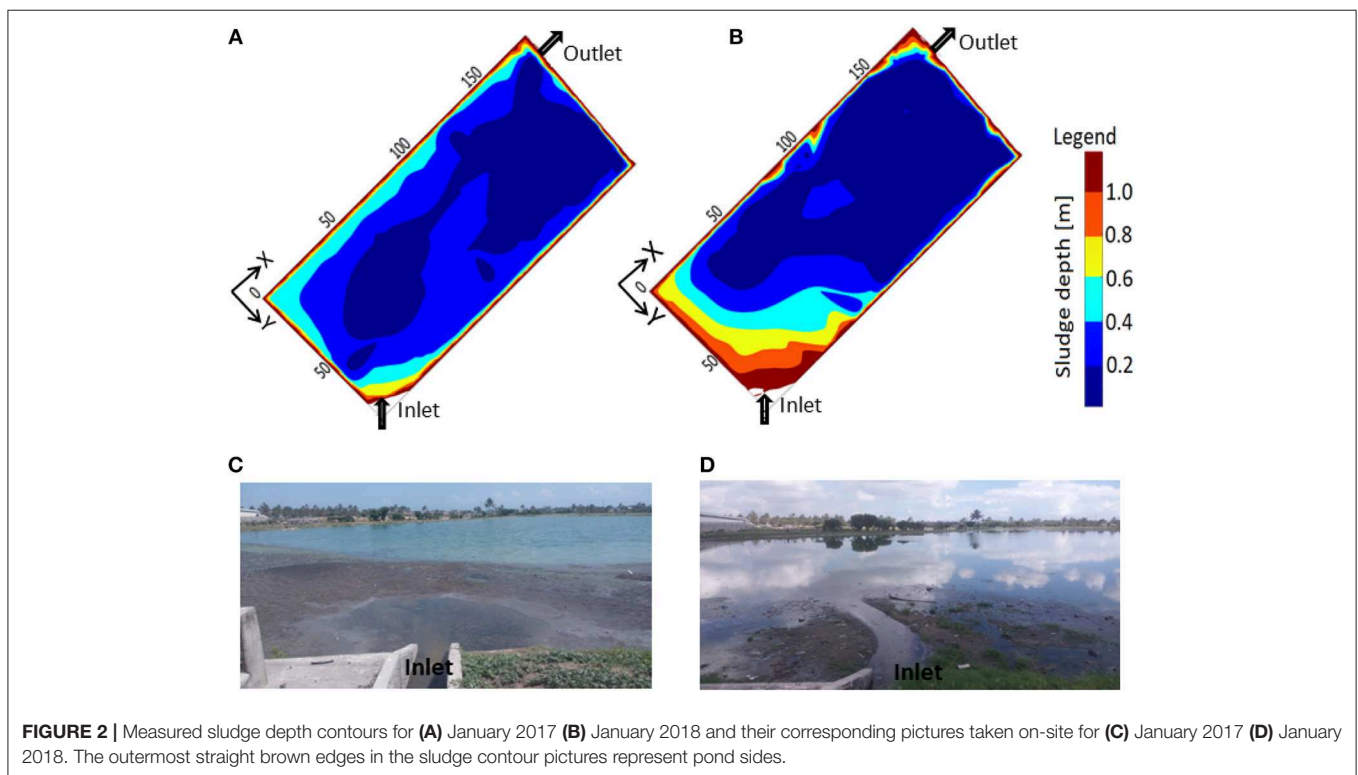 A
Outlet
150
100
50
X
0
Y
50
Inlet
B
Outlet
150
100
50
X
0
Y
50
Inlet
Legend
Sludge depth [m]
1.0
0.8
0.6
0.4
0.2
C
Inlet
D
Inlet
FIGURE 2 | Measured sludge depth contours for (A) January 2017 (B) January 2018 and their corresponding pictures taken on-site for (C) January 2017 (D) January
2018. The outermost straight brown edges in the sludge contour pictures represent pond sides.